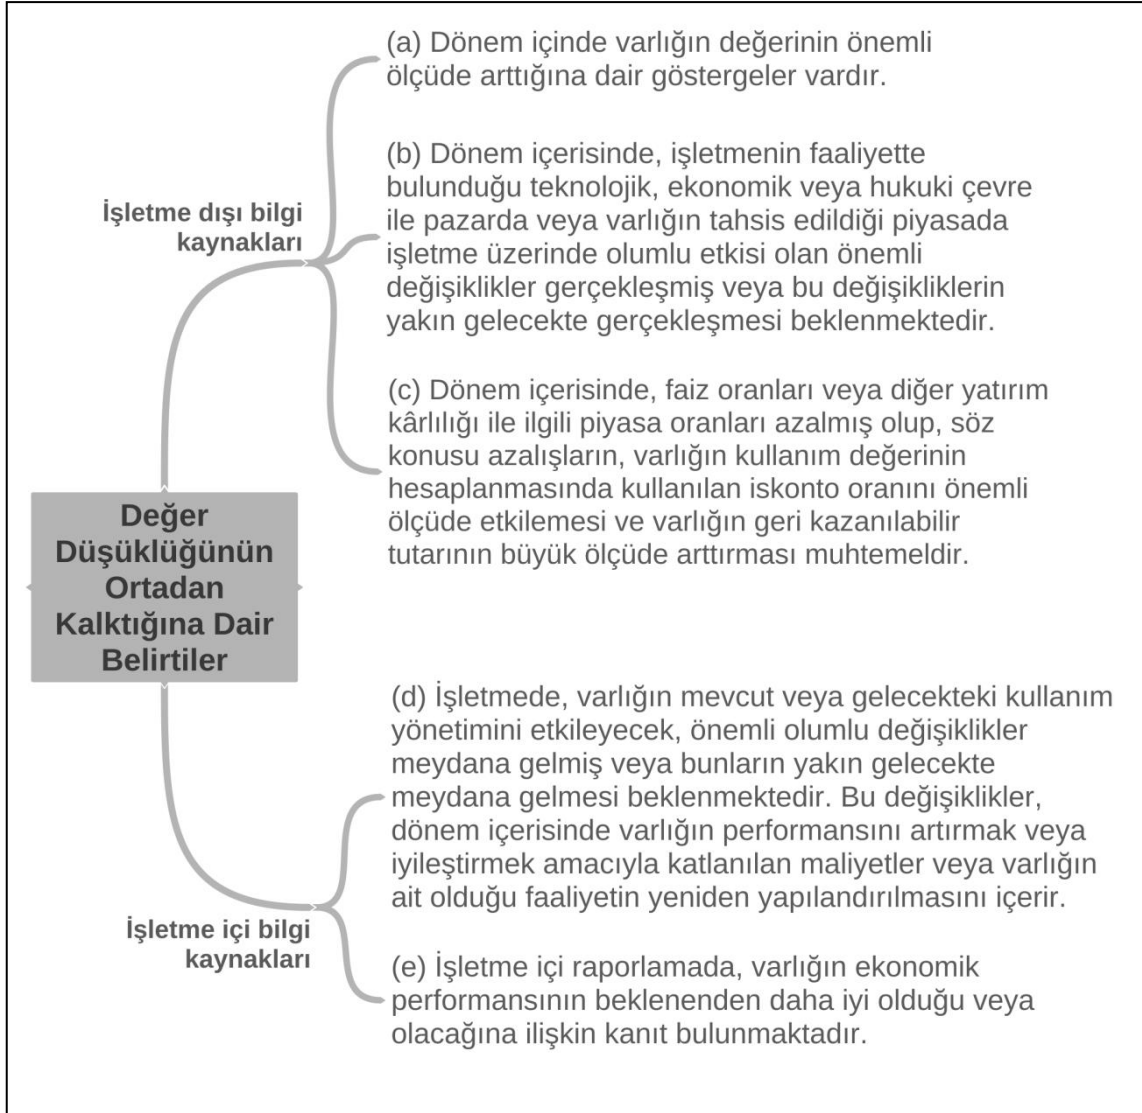 Değer
Düşüklüğünün
Ortadan
Kalktığına Dair
Belirtiler
İşletme dışı bilgi
kaynakları
(a) Dönem içinde varlığın değerinin önemli
ölçüde arttığına dair göstergeler vardır.
(b) Dönem içerisinde, işletmenin faaliyette
bulunduğu teknolojik, ekonomik veya hukuki çevre
ile pazarda veya varlığın tahsis edildiği piyasada
işletme üzerinde olumlu etkisi olan önemli
değişiklikler gerçekleşmiş veya bu değişikliklerin
yakın gelecekte gerçekleşmesi beklenmektedir.
(c) Dönem içerisinde, faiz oranları veya diğer yatırım
kârlılığı ile ilgili piyasa oranları azalmış olup, söz
konusu azalışların, varlığın kullanım değerinin
hesaplanmasında kullanılan iskonto oranını önemli
ölçüde etkilemesi ve varlığın geri kazanılabilir
tutarının büyük ölçüde arttırması muhtemeldir.
İşletme içi bilgi
kaynakları
(d) İşletmede, varlığın mevcut veya gelecekteki kullanım
yönetimini etkileyecek, önemli olumlu değişiklikler
meydana gelmiş veya bunların yakın gelecekte
meydana gelmesi beklenmektedir. Bu değişiklikler,
dönem içerisinde varlığın performansını artırmak veya
iyileştirmek amacıyla katlanılan maliyetler veya varlığın
ait olduğu faaliyetin yeniden yapılandırılmasını içerir.
(e) İşletme içi raporlamada, varlığın ekonomik
performansının beklenenden daha iyi olduğu veya
olacağına ilişkin kanıt bulunmaktadır.